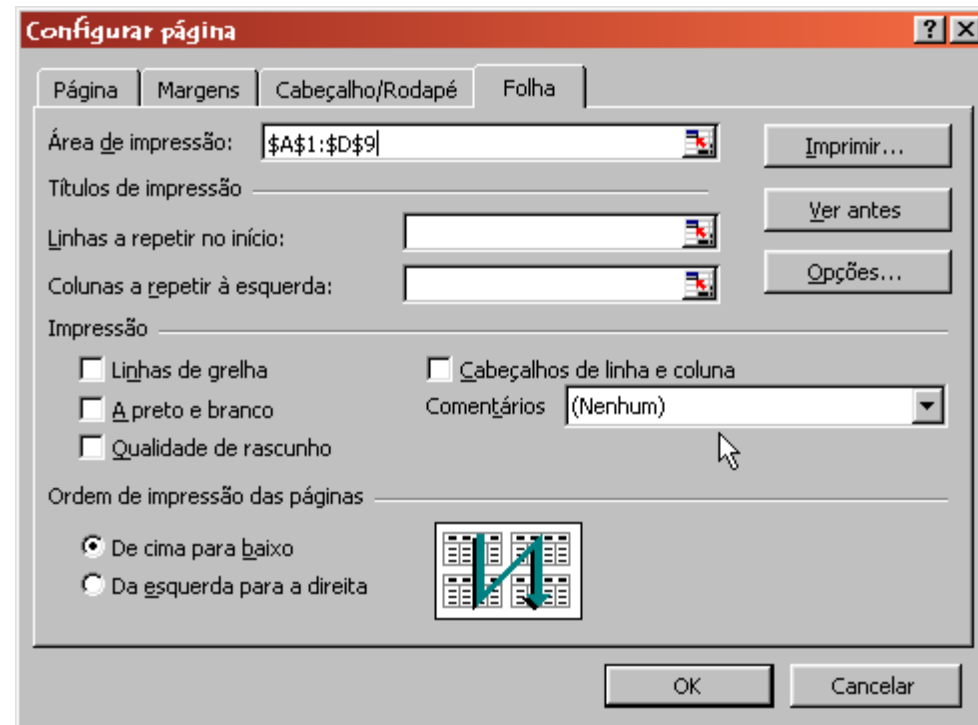 Configurar página
Página Margens Cabeçalho/Rodapé Folha
Área de impressão: $A$1:$D$9 Imprimir...
Títulos de impressão Ver antes
Linhas a repetir no início:
Colunas a repetir à esquerda: Opções...
Impressão
Linhas de grelha Cabeçalhos de linha e coluna
A preto e branco Comentários (Nenhum)
Qualidade de rascunho
Ordem de impressão das páginas
De cima para baixo
Da esquerda para a direita
OK Cancelar